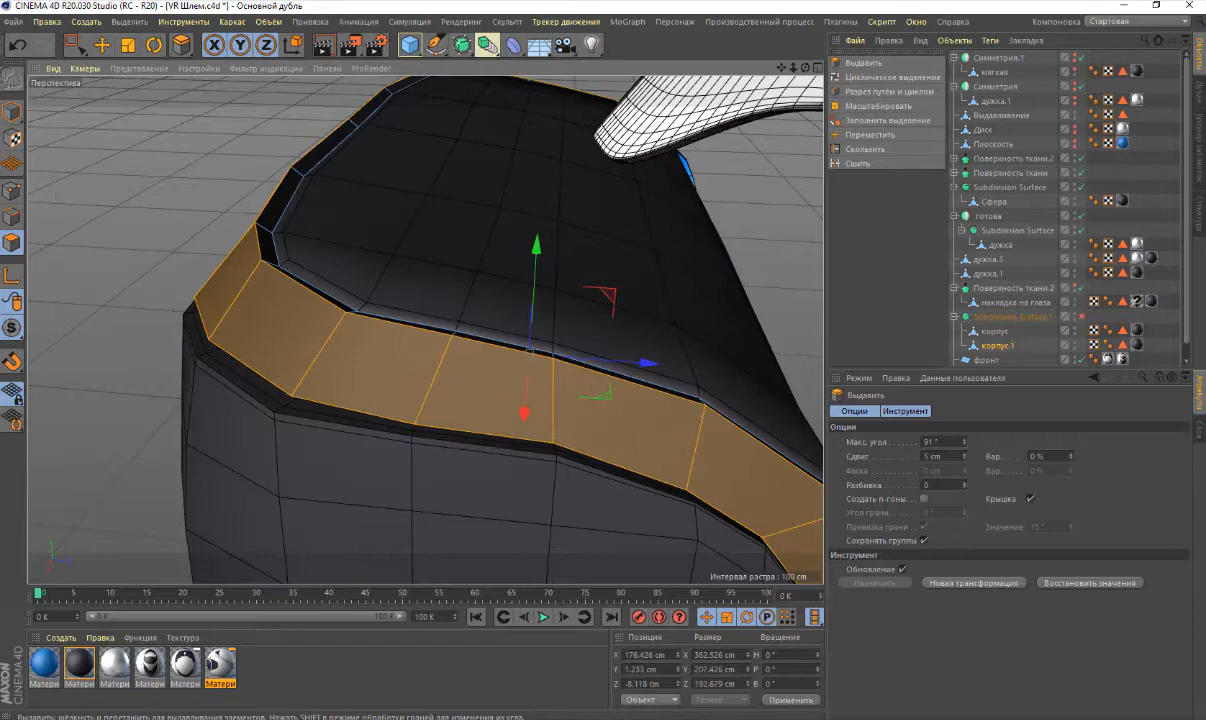 CINEMA 4D R20.030 Studio (RC - R20) - [VR Шлем.c4d *] - Основной дубль
Файл Правка Создать Выделить Инструменты Каркас Объём Привязка Анимация Симуляция Рендеринг Скульпт Трекер движения MoGraph Персонаж Производственный процесс Плагины Скрипт Окно Справка Компоновка Стартовая
X Y Z
Вид Камеры Представление Настройки Фильтр индикации Панели ProRender
Перспектива
Интервал растра : 100 cm
Файл Правка Вид Объекты Теги Закладка
Выдавить
Циклическое выделение
Разрез путём и циклом
Масштабировать
Заполнить выделение
Переместить
Скользить
Сшить
Симметрия.1
мягкая
Симметрия
дужка.1
Выдавливание
Диск
Плоскость
Поверхность ткани.2
Поверхность ткани
Subdivision Surface
Сфера
готова
Subdivision Surface
дужка
дужка.3
дужка.1
Поверхность ткани.2
накладка на глаза
Subdivision Surface.1
корпус
корпус.1
фронт
Объекты
Дубли
Структура
Режим Правка Данные пользователя
Выдавить
Опции Инструмент
Опции
Макс. угол 91 °
Сдвиг 5 cm Вар. 0 %
Фаска 0 cm Вар. 0 %
Разбивка 0
Создать n-гоны Крышка
Угол грани. 0 °
Привязка грани Значение 15 °
Сохранять группы
Инструмент
Обновление
Назначить Новая трансформация Восстановить значения
Атрибуты
Слои
0 5 10 15 20 25 30 35 40 45 50 55 60 65 70 75 80 85 90 95 100 0 K
0 K 0 K 100 K 100 K
Создать Правка Функция Текстура
Матери Матери Матери Матери Матери Матери
Позиция Размер Вращение
X 176.426 cm X 362.526 cm H 0 °
Y 1.233 cm Y 207.426 cm P 0 °
Z -8.118 cm Z 192.679 cm B 0 °
Объект Размер Применить
MAXON CINEMA 4D
Выдавить: щёлкнуть и перетащить для выдавливания элементов. Нажать SHIFT в режиме обработки граней для изменения их угла.